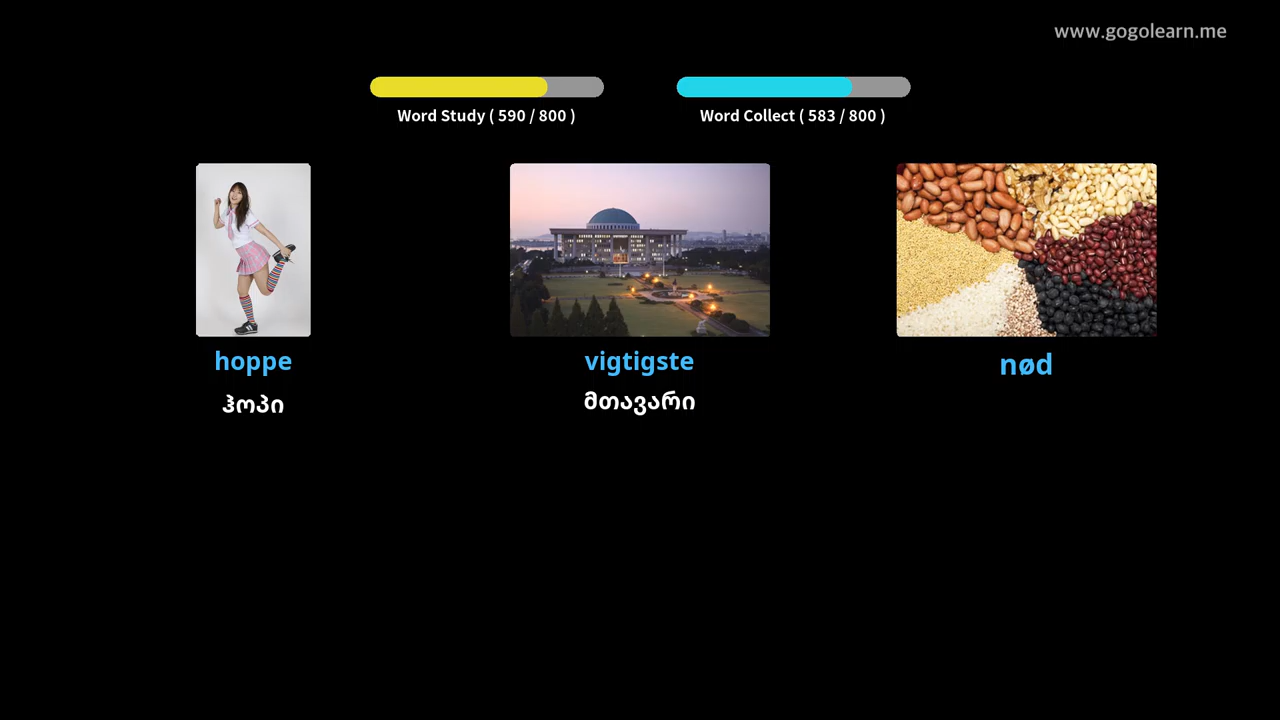 www.gogolearn.me
Word Study ( 590 / 800 )
Word Collect ( 583 / 800 )
hoppe
ჰოპი
vigtigste
მთავარი
nød